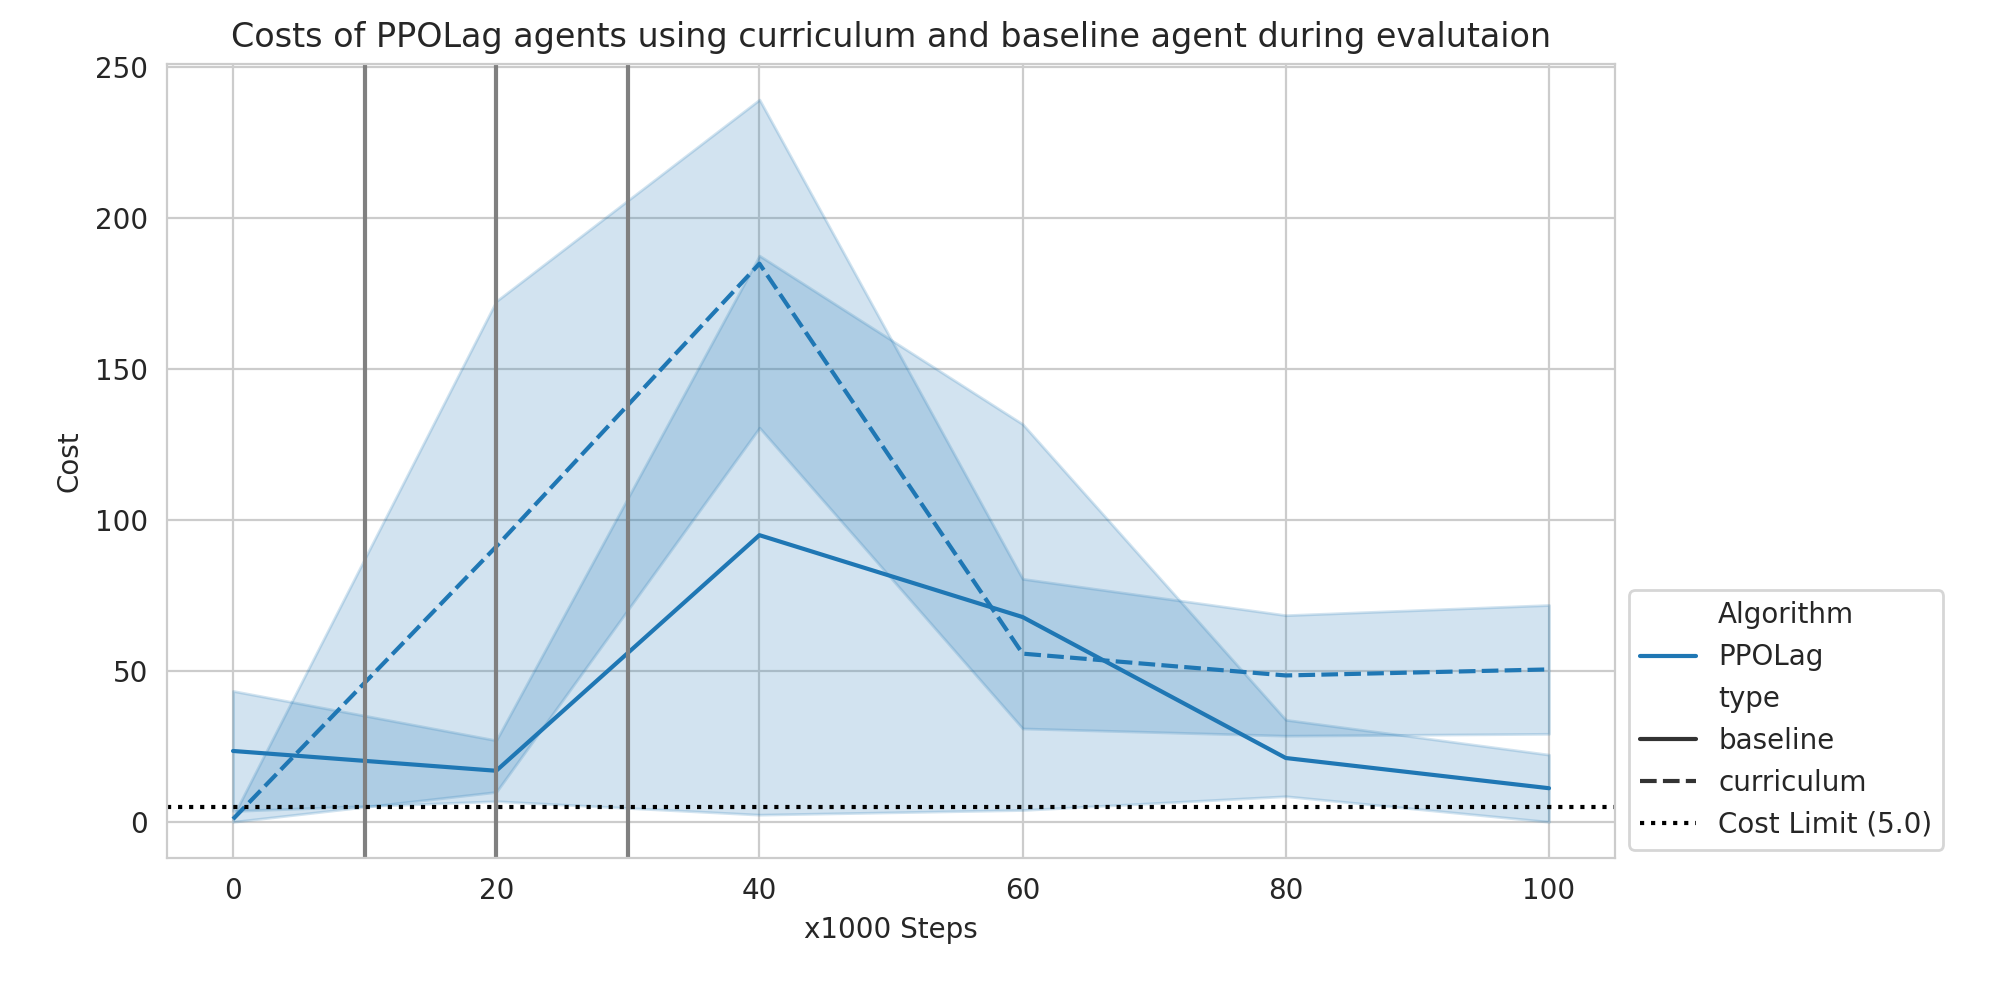 Costs of PPOLag agents using curriculum and baseline agent during evalutaion
250
200
150
100
50
0
Cost
0 20 40 60 80 100
x1000 Steps
Algorithm
PPOLag
type
baseline
curriculum
Cost Limit (5.0)